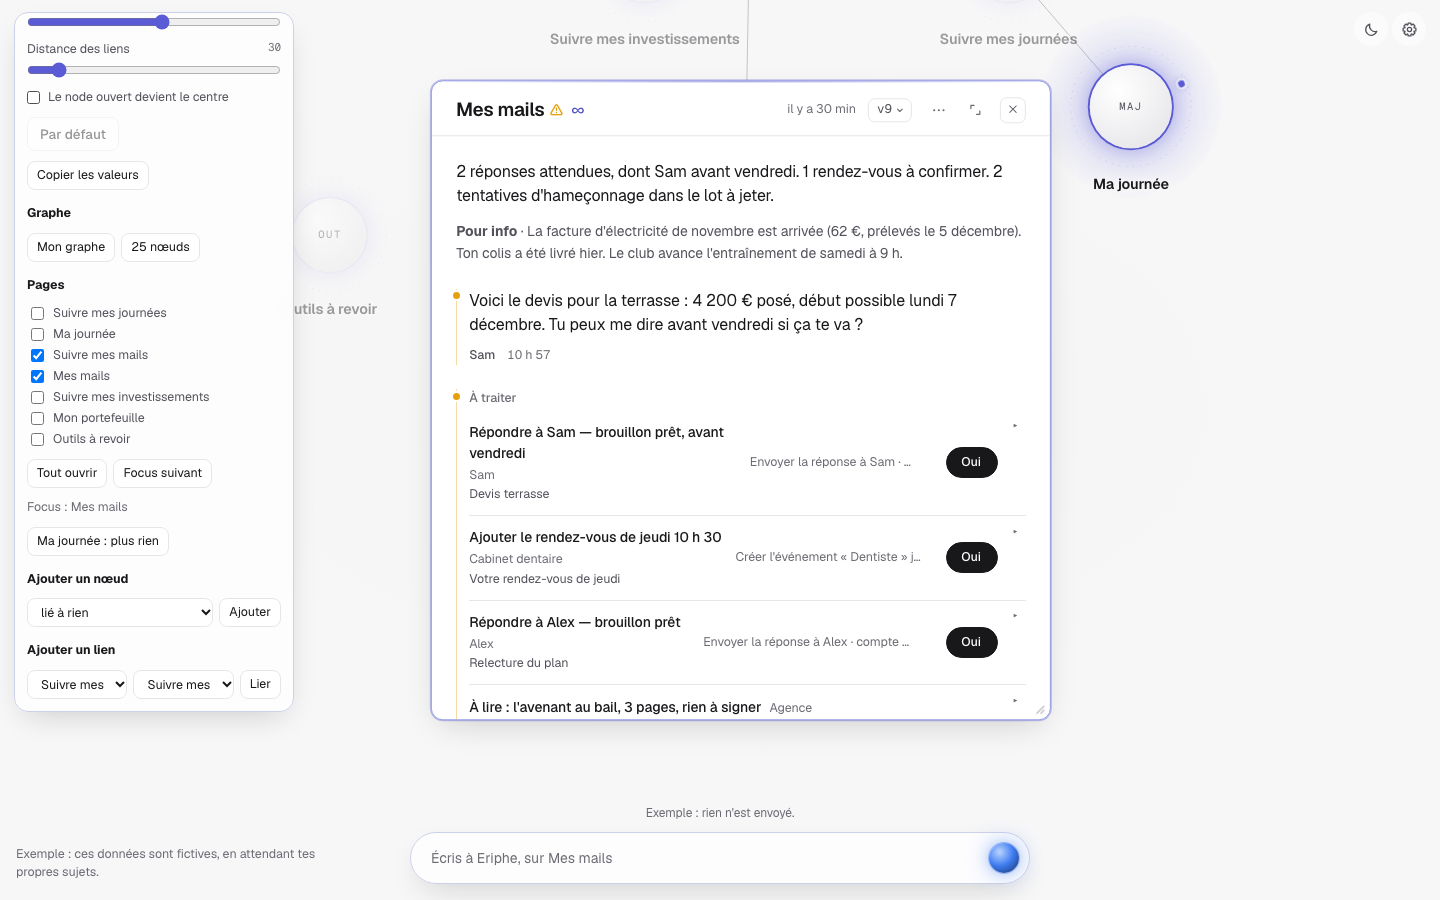 Distance des liens 30
Le node ouvert devient le centre
Par défaut
Copier les valeurs
Graphe
Mon graphe 25 nœuds
Pages
Suivre mes journées
Ma journée
Suivre mes mails
Mes mails
Suivre mes investissements
Mon portefeuille
Outils à revoir
Tout ouvrir Focus suivant
Focus : Mes mails
Ma journée : plus rien
Ajouter un nœud
lié à rien Ajouter
Ajouter un lien
Suivre mes Suivre mes Lier
Suivre mes investissements
Suivre mes journées
MAJ
Ma journée
OUT
utils à revoir
Mes mails il y a 30 min v9
2 réponses attendues, dont Sam avant vendredi. 1 rendez-vous à confirmer. 2
tentatives d'hameçonnage dans le lot à jeter.
Pour info · La facture d'électricité de novembre est arrivée (62 €, prélevés le 5 décembre).
Ton colis a été livré hier. Le club avance l'entraînement de samedi à 9 h.
Voici le devis pour la terrasse : 4 200 € posé, début possible lundi 7
décembre. Tu peux me dire avant vendredi si ça te va ?
Sam 10 h 57
À traiter
Répondre à Sam — brouillon prêt, avant
vendredi
Sam
Devis terrasse
Envoyer la réponse à Sam · ... Oui
Ajouter le rendez-vous de jeudi 10 h 30
Cabinet dentaire
Votre rendez-vous de jeudi
Créer l'événement « Dentiste » j... Oui
Répondre à Alex — brouillon prêt
Alex
Relecture du plan
Envoyer la réponse à Alex · compte ... Oui
À lire : l'avenant au bail, 3 pages, rien à signer Agence
Exemple : rien n'est envoyé.
Écris à Eriphe, sur Mes mails
Exemple : ces données sont fictives, en attendant tes
propres sujets.